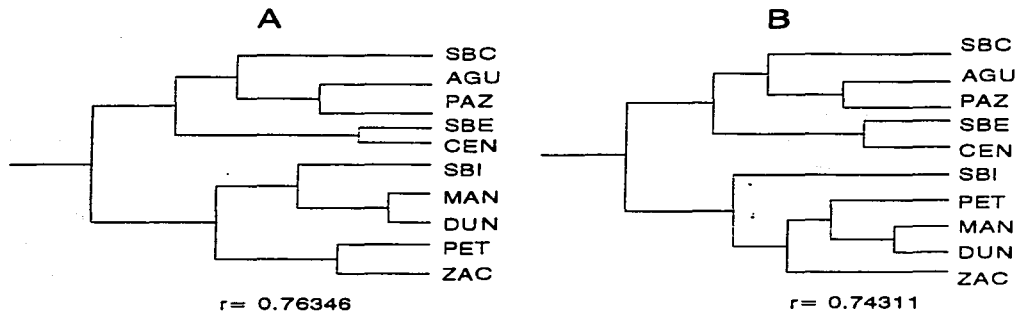 A
SBC
AGU
PAZ
SBE
CEN
SBI
MAN
DUN
PET
ZAC
r= 0.76346
B
SBC
AGU
PAZ
SBE
CEN
SBI
PET
MAN
DUN
ZAC
r= 0.74311